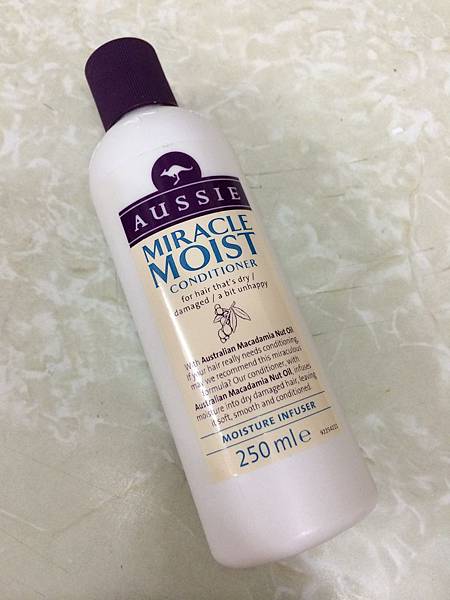 AUSSIE
MIRACLE
MOIST
CONDITIONER
for hair that's dry /
damaged / a bit unhappy
With Australian Macadamia Nut Oil.
If your hair really needs conditioning,
may we recommend this miraculous
formula? Our conditioner, with
Australian Macadamia Nut Oil, infuses
moisture into dry damaged hair, leaving
it soft, smooth and conditioned.
MOISTURE INFUSER
250 ml e